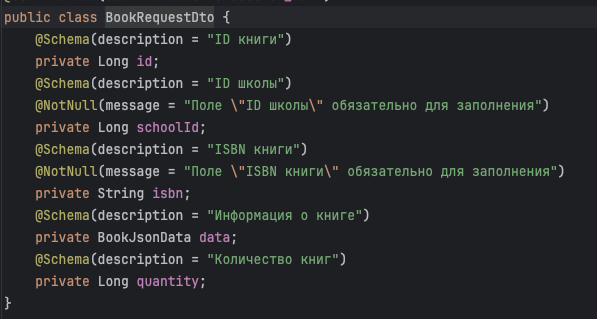 public class BookRequestDto {
@Schema(description = "ID книги")
private Long id;
@Schema(description = "ID школы")
@NotNull(message = "Поле \"ID школы\" обязательно для заполнения")
private Long schoolId;
@Schema(description = "ISBN книги")
@NotNull(message = "Поле \"ISBN книги\" обязательно для заполнения")
private String isbn;
@Schema(description = "Информация о книге")
private BookJsonData data;
@Schema(description = "Количество книг")
private Long quantity;
}